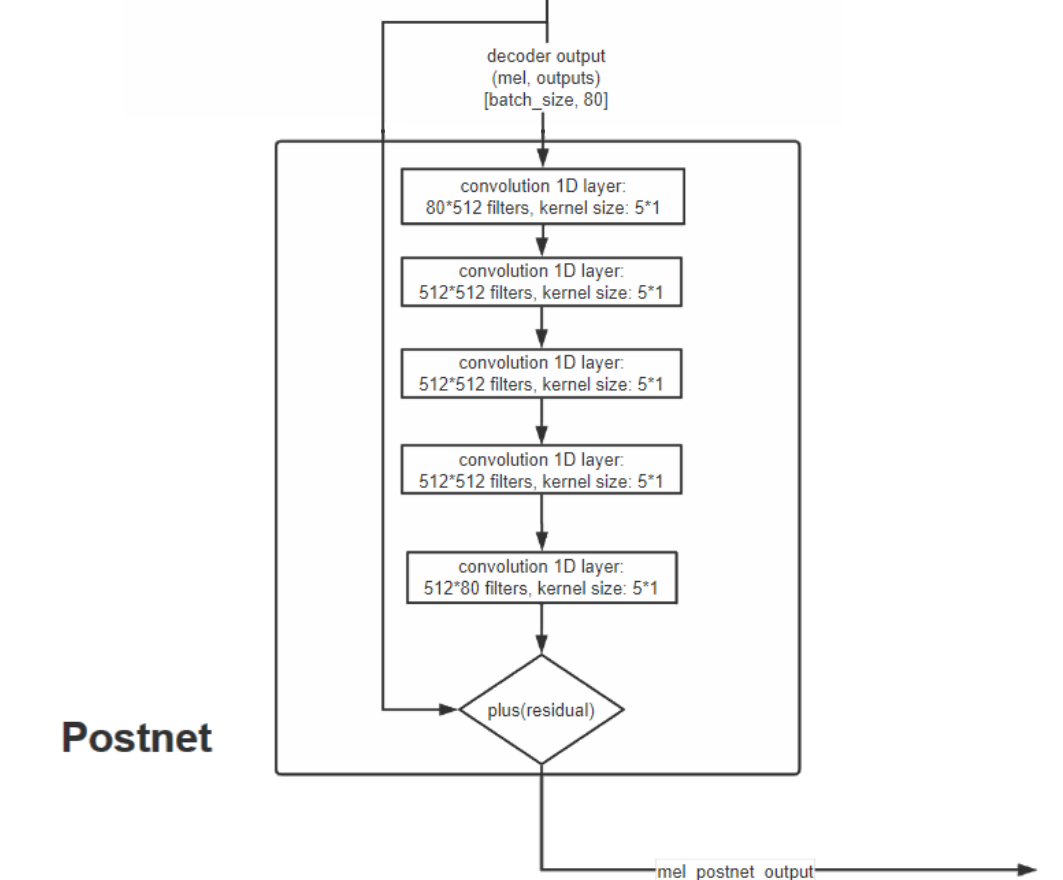 decoder output
(mel, outputs)
[batch_size, 80]
convolution 1D layer:
80*512 filters, kernel size: 5*1
convolution 1D layer:
512*512 filters, kernel size: 5*1
convolution 1D layer:
512*512 filters, kernel size: 5*1
convolution 1D layer:
512*512 filters, kernel size: 5*1
convolution 1D layer:
512*80 filters, kernel size: 5*1
plus(residual)
Postnet
mel_postnet_output